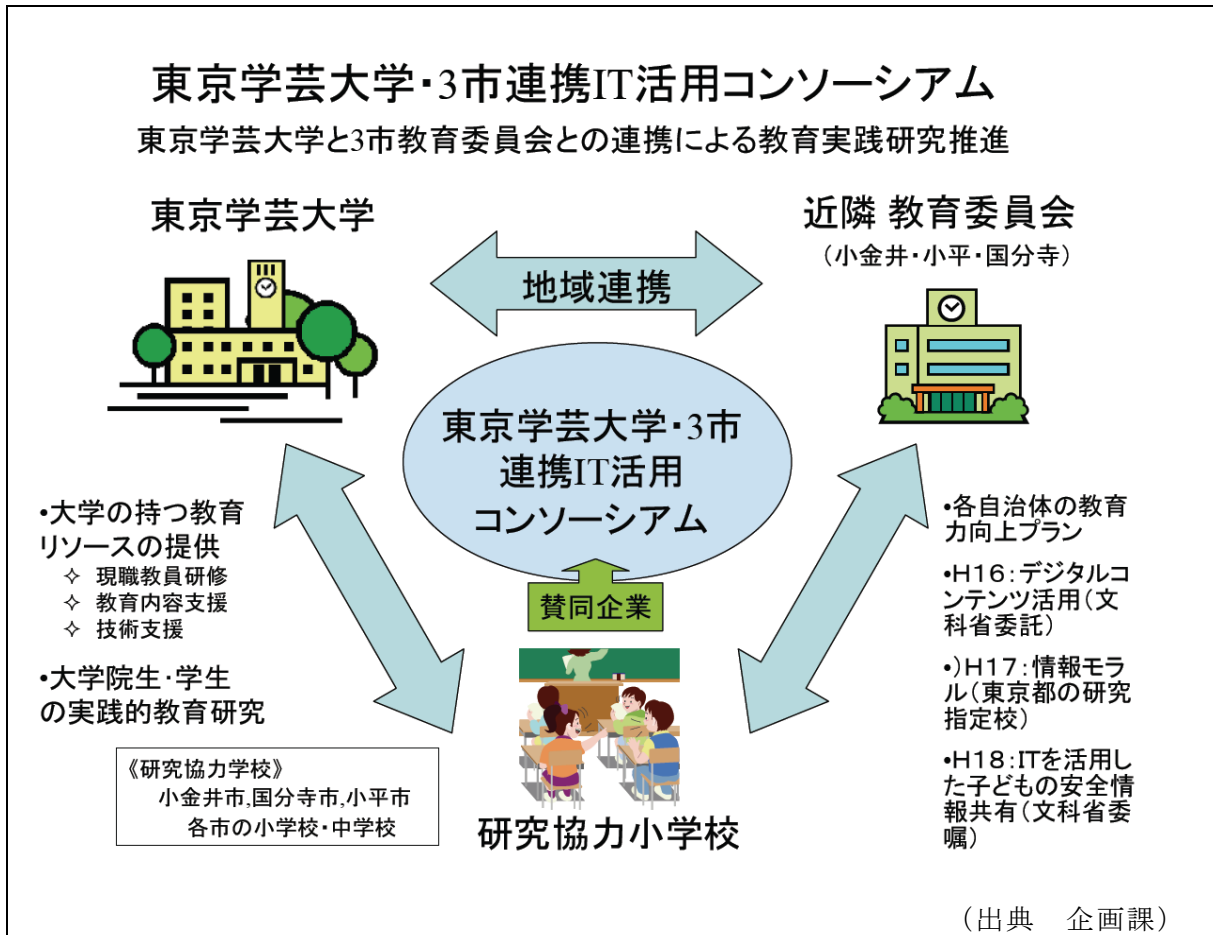 東京学芸大学・3市連携IT活用コンソーシアム
東京学芸大学と3市教育委員会との連携による教育実践研究推進
東京学芸大学
近隣 教育委員会
（小金井・小平・国分寺）
地域連携
東京学芸大学・3市
連携IT活用
コンソーシアム
賛同企業
•大学の持つ教育
リソースの提供
✧ 現職教員研修
✧ 教育内容支援
✧ 技術支援
•大学院生・学生
の実践的教育研究
《研究協力学校》
小金井市,国分寺市,小平市
各市の小学校・中学校
研究協力小学校
•各自治体の教育
力向上プラン
•H16：デジタルコ
ンテンツ活用（文
科省委託）
•）H17：情報モラ
ル（東京都の研究
指定校）
•H18：ITを活用し
た子どもの安全情
報共有（文科省委
嘱）
（出典　企画課）